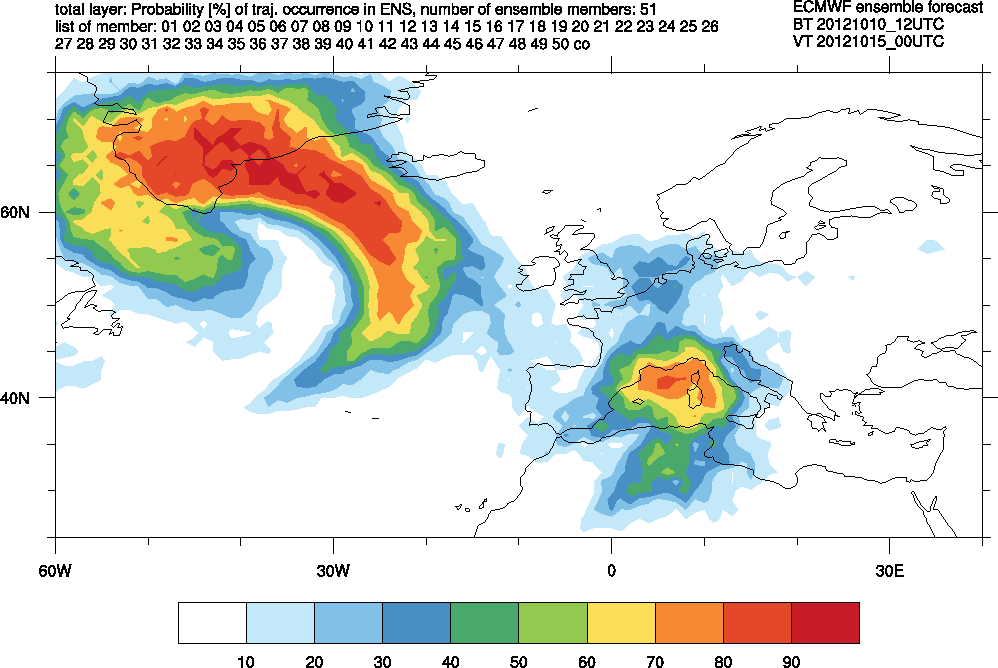 total layer: Probability [%] of traj. occurrence in ENS, number of ensemble members: 51
list of member: 01 02 03 04 05 06 07 08 09 10 11 12 13 14 15 16 17 18 19 20 21 22 23 24 25 26
27 28 29 30 31 32 33 34 35 36 37 38 39 40 41 42 43 44 45 46 47 48 49 50 co
ECMWF ensemble forecast
BT 20121010_12UTC
VT 20121015_00UTC
60N
40N
60W 30W 0 30E
10 20 30 40 50 60 70 80 90